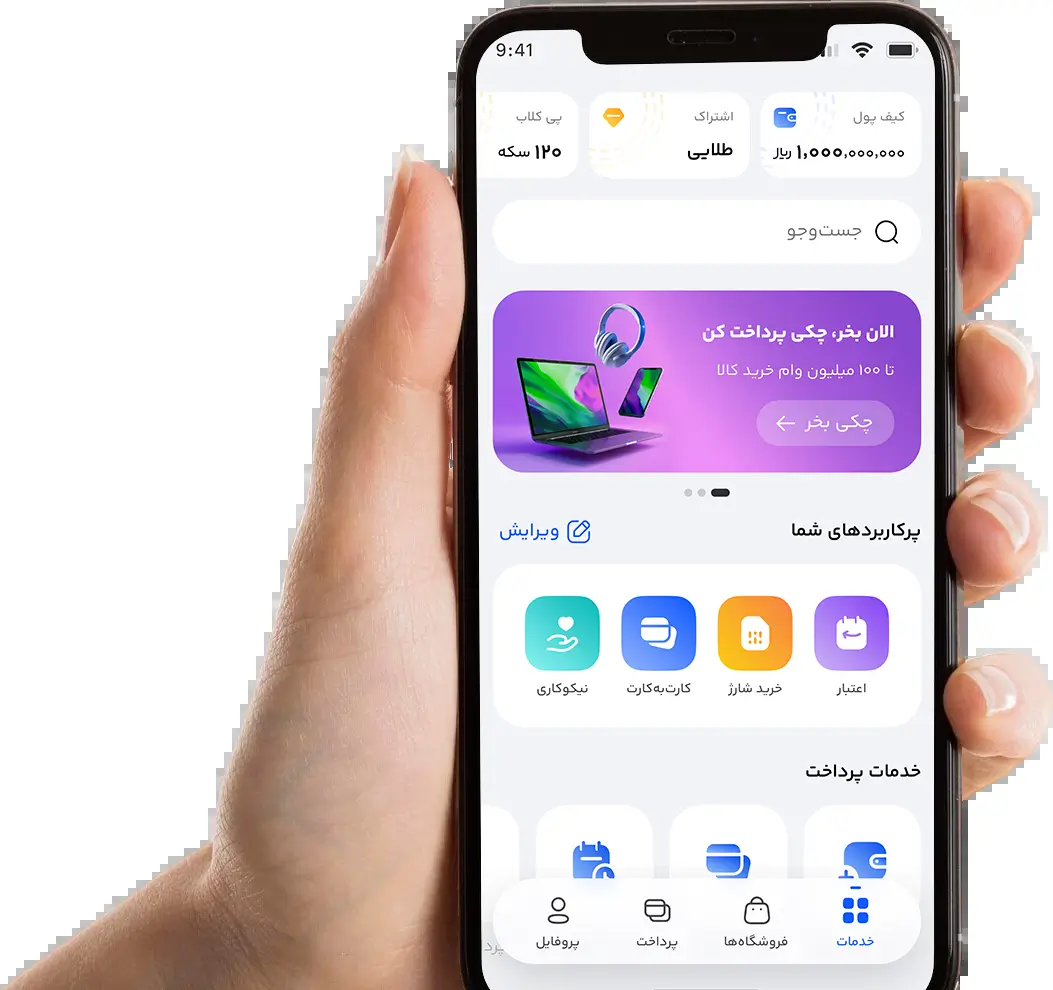 9:41
کیف پول
۱,۰۰۰,۰۰۰,۰۰۰ ریال
اشتراک
طلایی
پی کلاب
۱۲۰ سکه
جست‌وجو
الان بخر، چکی پرداخت کن
تا ۱۰۰ میلیون وام خرید کالا
چکی بخر
پرکاربردهای شما
ویرایش
اعتبار
خرید شارژ
کارت‌به‌کارت
نیکوکاری
خدمات پرداخت
خدمات
فروشگاه‌ها
پرداخت
پروفایل